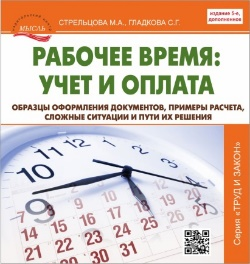 МЫСЛЬ
СТРЕЛЬЦОВА М.А., ГЛАДКОВА С.Г.
издание 5-е,
дополненное
РАБОЧЕЕ ВРЕМЯ:
УЧЕТ И ОПЛАТА
ОБРАЗЦЫ ОФОРМЛЕНИЯ ДОКУМЕНТОВ, ПРИМЕРЫ РАСЧЕТА,
СЛОЖНЫЕ СИТУАЦИИ И ПУТИ ИХ РЕШЕНИЯ
Серия «ТРУД И ЗАКОН»